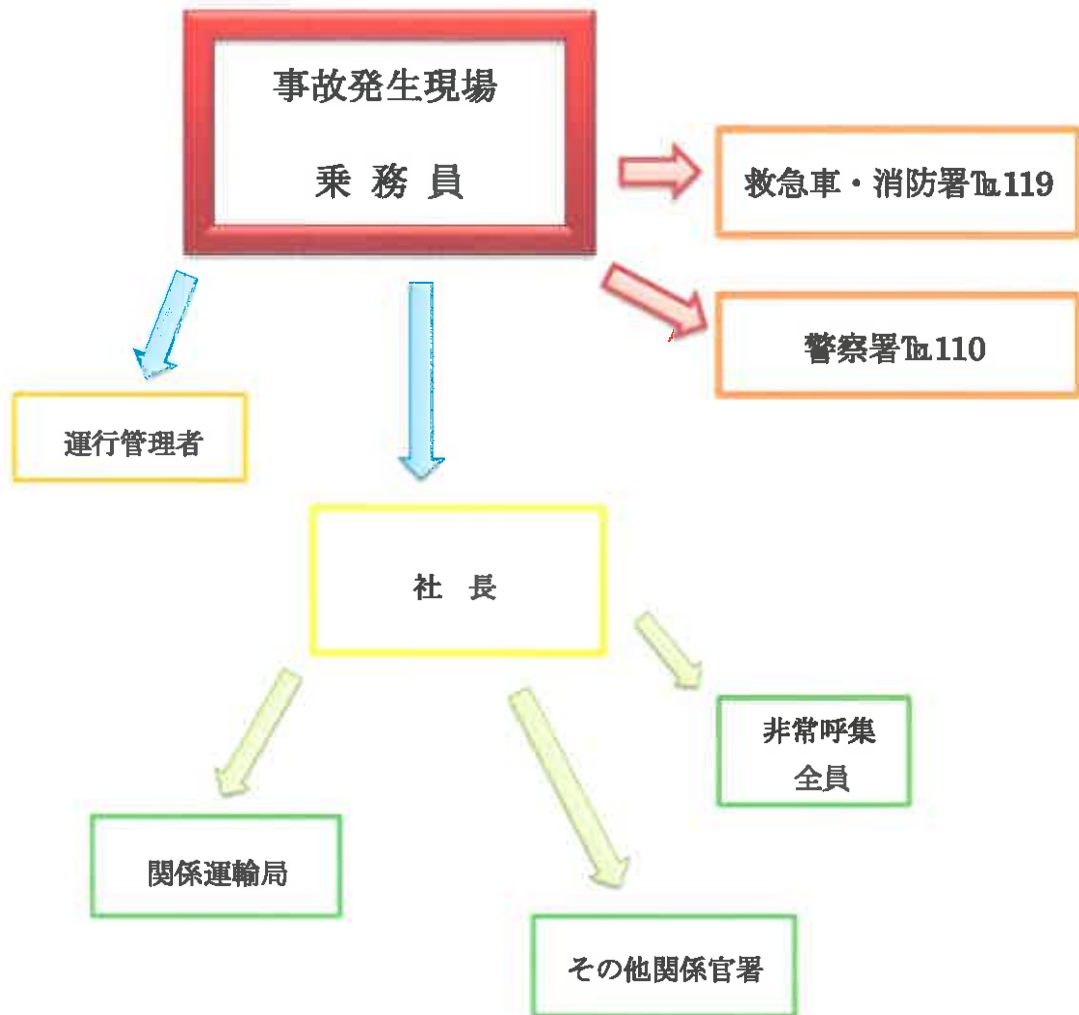 事故発生現場
乗務員
救急車・消防署℡119
警察署℡110
運行管理者
社長
非常呼集
全員
関係運輸局
その他関係官署